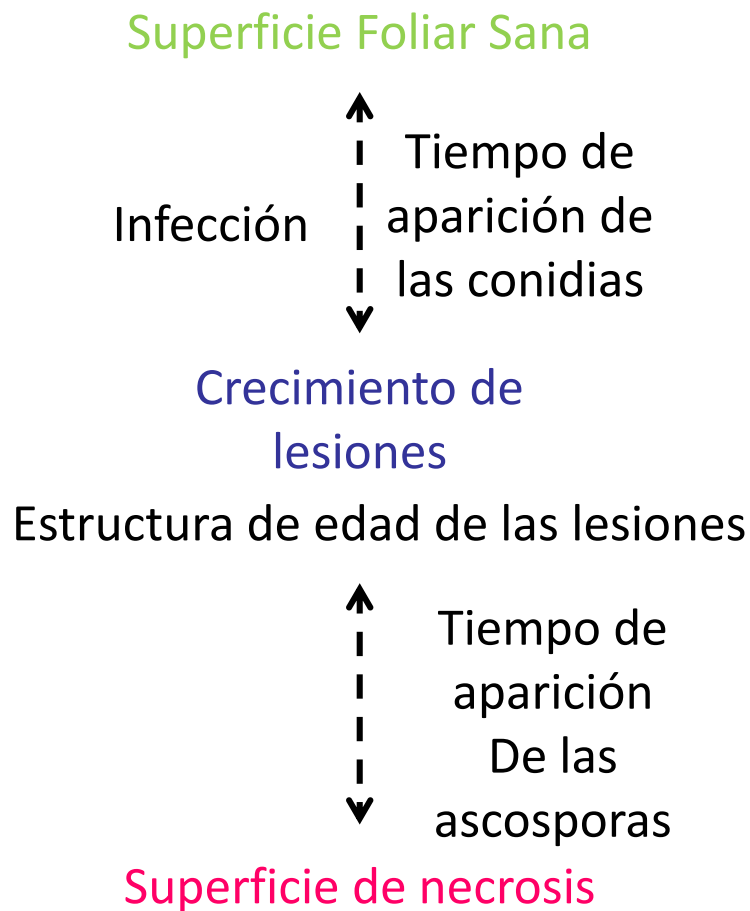 Superficie Foliar Sana
Infección
Tiempo de
aparición de
las conidias
Crecimiento de
lesiones
Estructura de edad de las lesiones
Tiempo de
aparición
De las
ascosporas
Superficie de necrosis